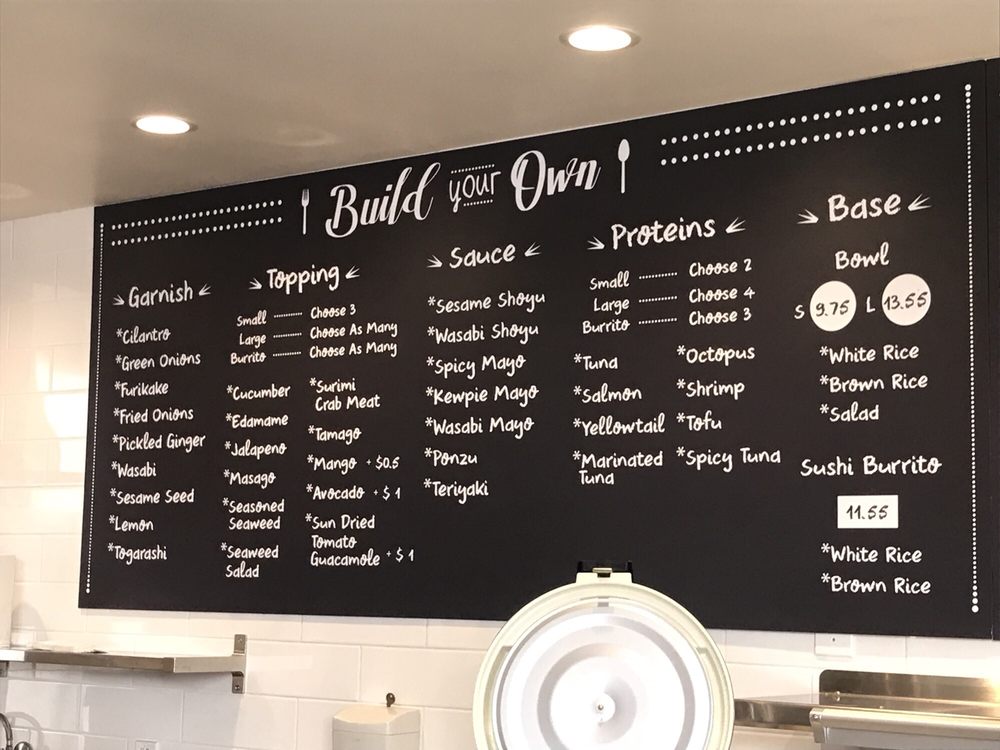 Build your Own
Garnish
*Cilantro
*Green Onions
*Furikake
*Fried Onions
*Pickled Ginger
*Wasabi
*Sesame Seed
*Lemon
*Togarashi
Topping
Small ........ Choose 3
Large ........ Choose As Many
Burrito ........ Choose As Many
*Cucumber
*Edamame
*Jalapeno
*Masago
*Seasoned
Seaweed
*Seaweed
Salad
*Surimi
Crab Meat
*Tamago
*Mango + $0.5
*Avocado + $1
*Sun Dried
Tomato
Guacamole + $1
Sauce
*Sesame Shoyu
*Wasabi Shoyu
*Spicy Mayo
*Kewpie Mayo
*Wasabi Mayo
*Ponzu
*Teriyaki
Proteins
Small ........ Choose 2
Large ........ Choose 4
Burrito ........ Choose 3
*Tuna
*Salmon
*Yellowtail
*Marinated
Tuna
*Octopus
*Shrimp
*Tofu
*Spicy Tuna
Base
Bowl
S 9.75 L 13.55
*White Rice
*Brown Rice
*Salad
Sushi Burrito
11.55
*White Rice
*Brown Rice